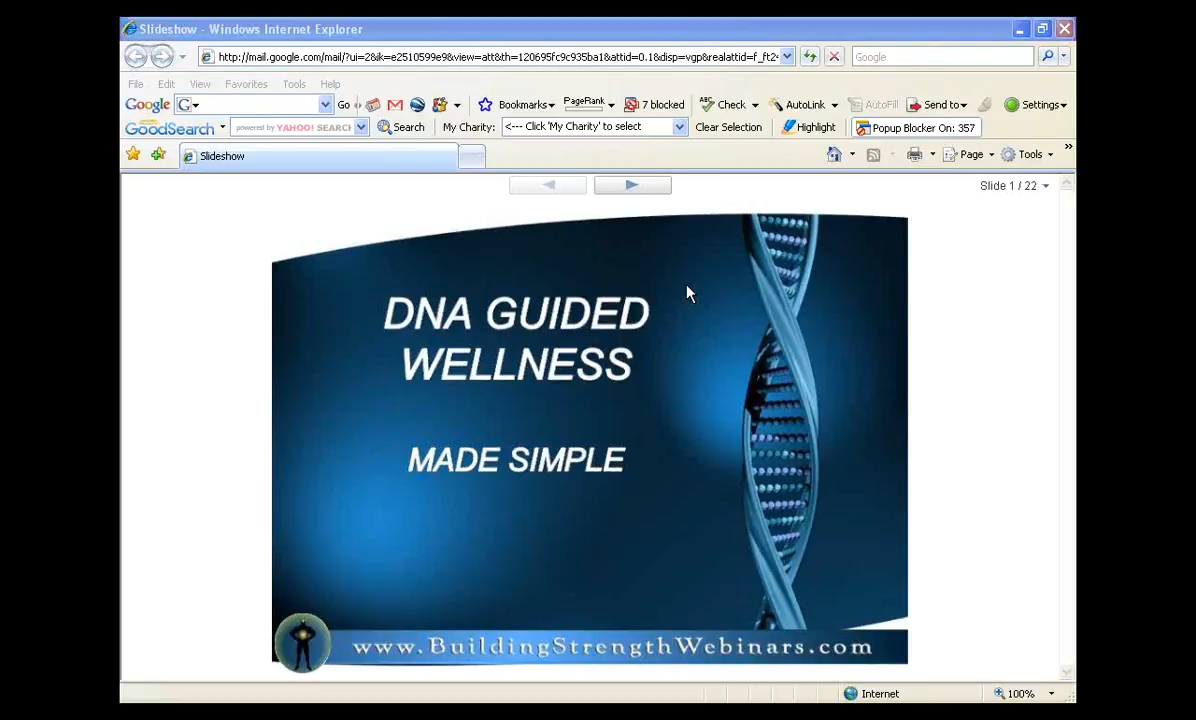 Slideshow - Windows Internet Explorer
http://mail.google.com/mail/?ui=2&ik=e2510599e9&view=att&th=120695fc9c935ba1&attid=0.1&disp=vgp&realattid=f_ft2
Google
File Edit View Favorites Tools Help
Google G Go Bookmarks PageRank 7 blocked ABC Check AutoLink AutoFill Send to Settings
GOODSEARCH powered by YAHOO! SEARCH Search My Charity: <--- Click 'My Charity' to select Clear Selection Highlight Popup Blocker On: 357
Slideshow Page Tools
Slide 1 / 22
DNA GUIDED
WELLNESS
MADE SIMPLE
www.BuildingStrengthWebinars.com
Internet 100%